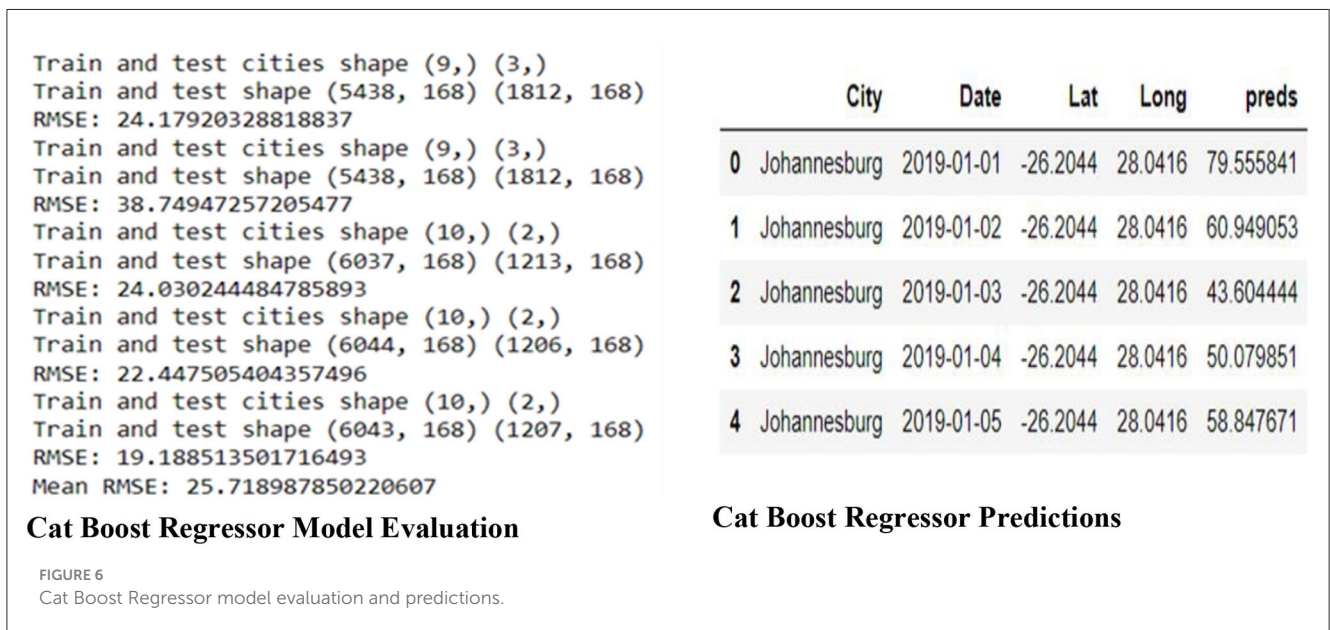 Train and test cities shape (9,) (3,)
Train and test shape (5438, 168) (1812, 168)
RMSE: 24.17920328818837
Train and test cities shape (9,) (3,)
Train and test shape (5438, 168) (1812, 168)
RMSE: 38.74947257205477
Train and test cities shape (10,) (2,)
Train and test shape (6037, 168) (1213, 168)
RMSE: 24.030244484785893
Train and test cities shape (10,) (2,)
Train and test shape (6044, 168) (1206, 168)
RMSE: 22.447505404357496
Train and test cities shape (10,) (2,)
Train and test shape (6043, 168) (1207, 168)
RMSE: 19.188513501716493
Mean RMSE: 25.718987850220607
Cat Boost Regressor Model Evaluation
City Date Lat Long preds
0 Johannesburg 2019-01-01 -26.2044 28.0416 79.555841
1 Johannesburg 2019-01-02 -26.2044 28.0416 60.949053
2 Johannesburg 2019-01-03 -26.2044 28.0416 43.604444
3 Johannesburg 2019-01-04 -26.2044 28.0416 50.079851
4 Johannesburg 2019-01-05 -26.2044 28.0416 58.847671
Cat Boost Regressor Predictions
FIGURE 6
Cat Boost Regressor model evaluation and predictions.